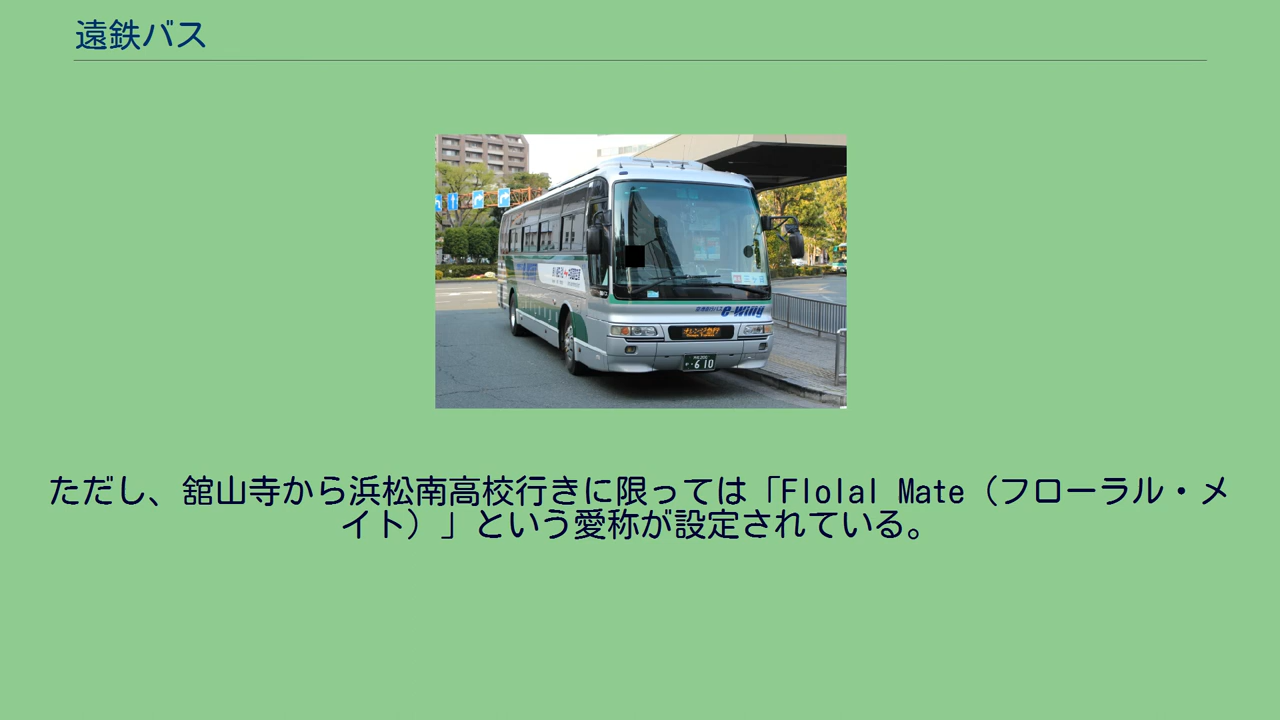 遠鉄バス
e-Wing
610
ただし、舘山寺から浜松南高校行きに限っては「Flolal Mate（フローラル・メ
イト）」という愛称が設定されている。